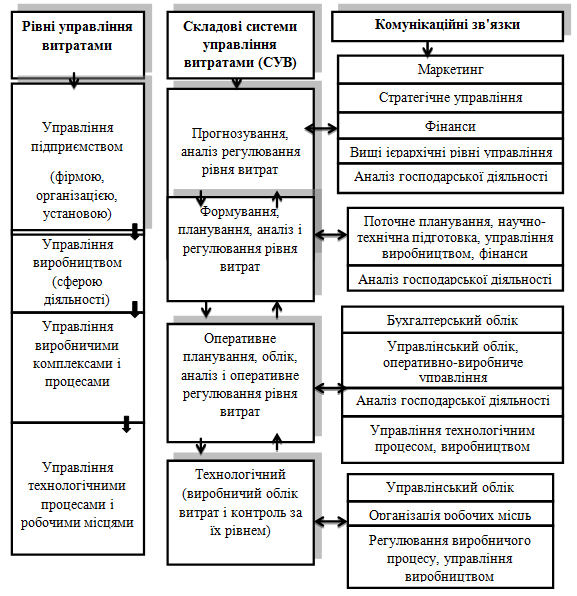 Рівні управління
витратами
Складові системи
управління
витратами (СУВ)
Комунікаційні зв'язки
Управління
підприємством
(фірмою,
організацією,
установою)
Управління
виробництвом
(сферою
діяльності)
Управління
виробничими
комплексами і
процесами
Управління
технологічними
процесами і
робочими місцями
Прогнозування,
аналіз регулювання
рівня витрат
Формування,
планування, аналіз і
регулювання рівня
витрат
Оперативне
планування, облік,
аналіз і оперативне
регулювання рівня
витрат
Технологічний
(виробничий облік
витрат і контроль за
їх рівнем)
Маркетинг
Стратегічне управління
Фінанси
Вищі ієрархічні рівні управління
Аналіз господарської діяльності
Поточне планування, научно-
технічна підготовка, управління
виробництвом, фінанси
Аналіз господарської діяльності
Бухгалтерський облік
Управлінський облік,
оперативно-виробниче
управління
Аналіз господарської діяльності
Управління технологічним
процесом, виробництвом
Управлінський облік
Організація робочих місць
Регулювання виробничого
процесу, управління
виробництвом